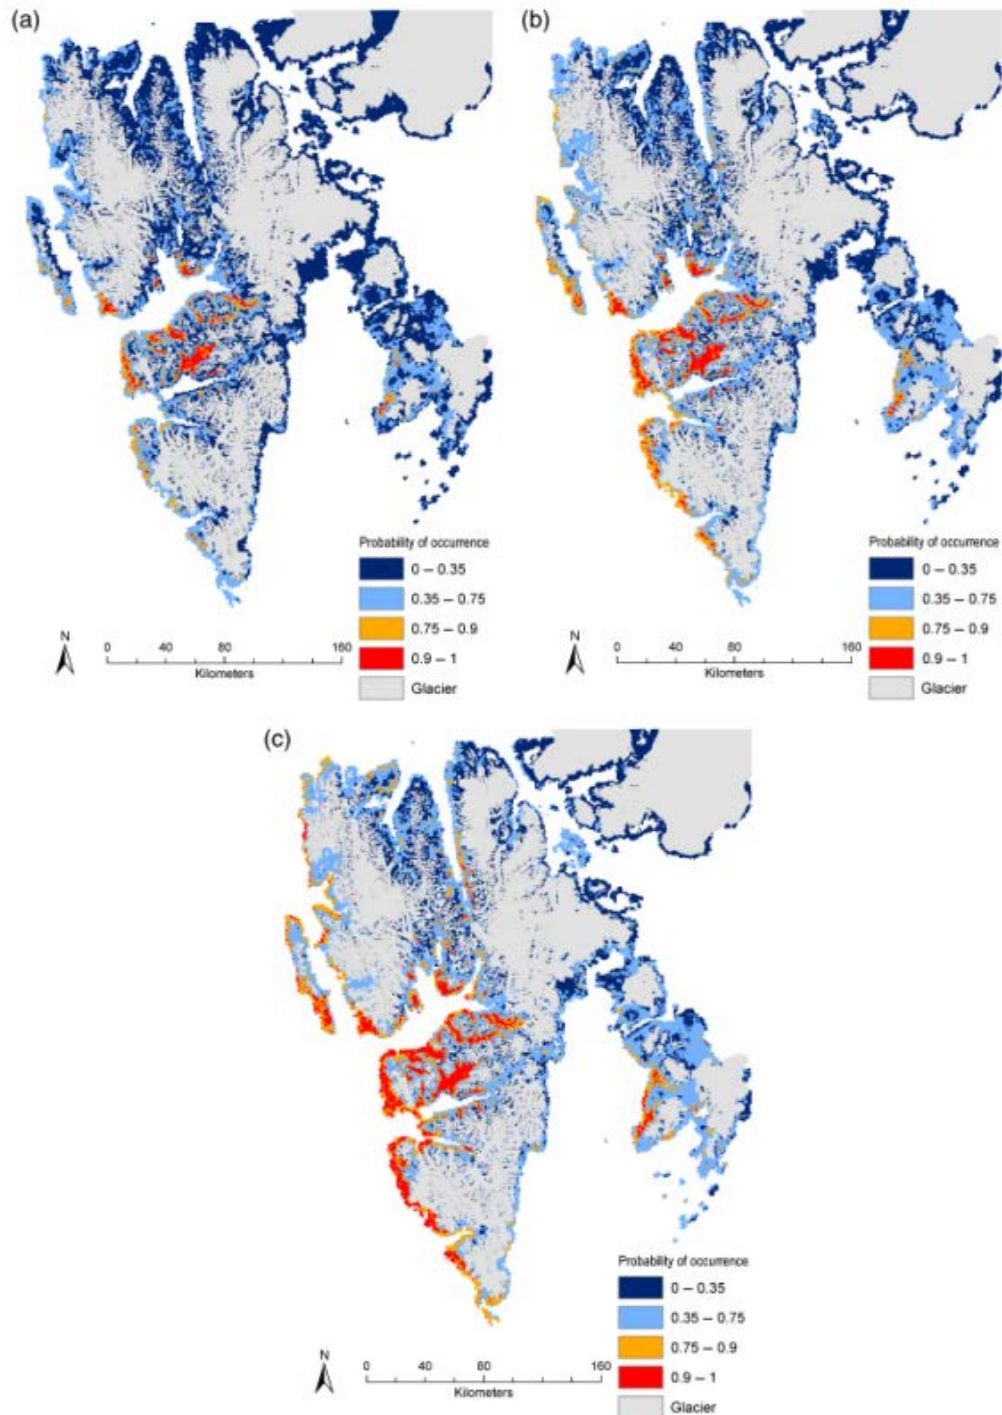 (a)
(b)
Probability of occurrence
0 – 0.35
0.35 – 0.75
0.75 – 0.9
0.9 – 1
Glacier
N
0 40 80 160
Kilometers
Probability of occurrence
0 – 0.35
0.35 – 0.75
0.75 – 0.9
0.9 – 1
Glacier
N
0 40 80 160
Kilometers
(c)
Probability of occurrence
0 – 0.35
0.35 – 0.75
0.75 – 0.9
0.9 – 1
Glacier
N
0 40 80 160
Kilometers